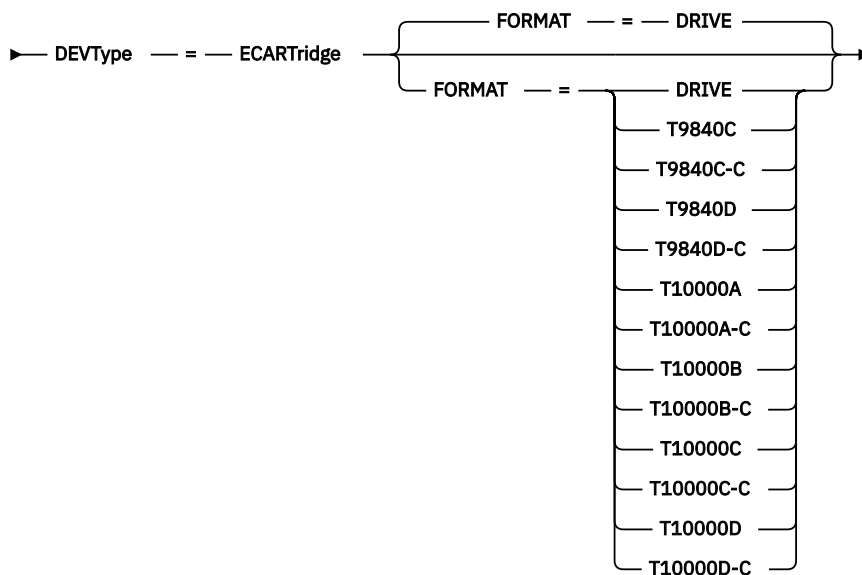 FORMAT = DRIVE
DEVType = ECARTridge
FORMAT = DRIVE
T9840C
T9840C-C
T9840D
T9840D-C
T10000A
T10000A-C
T10000B
T10000B-C
T10000C
T10000C-C
T10000D
T10000D-C